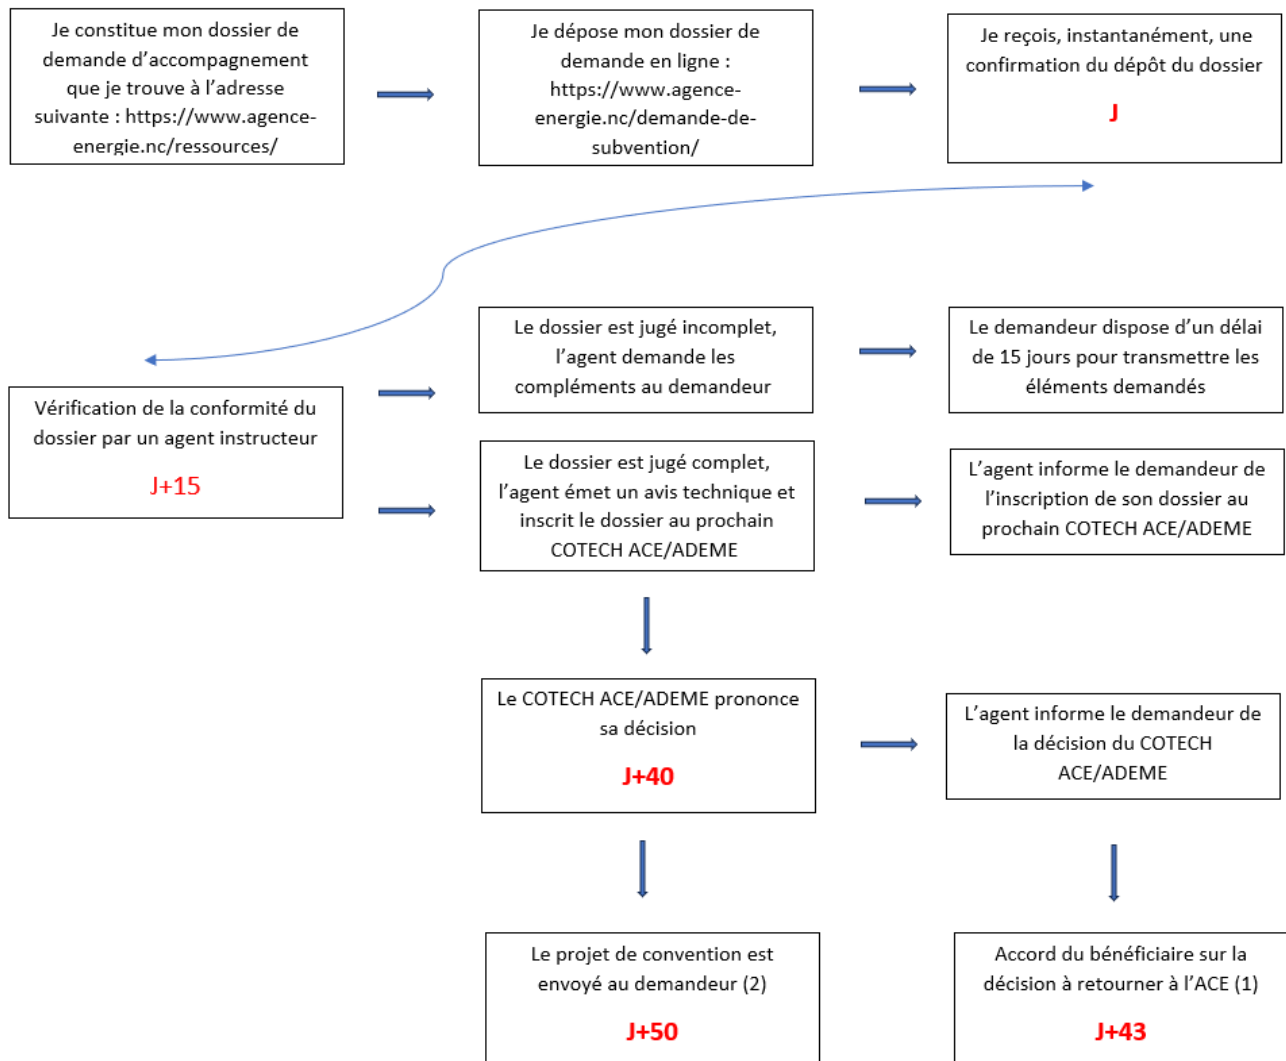 Je constitue mon dossier de
demande d’accompagnement
que je trouve à l’adresse
suivante : https://www.agence-
energie.nc/ressources/
Je dépose mon dossier de
demande en ligne :
https://www.agence-
energie.nc/demande-de-
subvention/
Je reçois, instantanément, une
confirmation du dépôt du dossier
J
Vérification de la conformité du
dossier par un agent instructeur
J+15
Le dossier est jugé incomplet,
l’agent demande les
compléments au demandeur
Le demandeur dispose d’un délai
de 15 jours pour transmettre les
éléments demandés
Le dossier est jugé complet,
l’agent émet un avis technique et
inscrit le dossier au prochain
COTECH ACE/ADEME
L’agent informe le demandeur de
l’inscription de son dossier au
prochain COTECH ACE/ADEME
Le COTECH ACE/ADEME prononce
sa décision
J+40
L’agent informe le demandeur de
la décision du COTECH
ACE/ADEME
Le projet de convention est
envoyé au demandeur (2)
J+50
Accord du bénéficiaire sur la
décision à retourner à l’ACE (1)
J+43